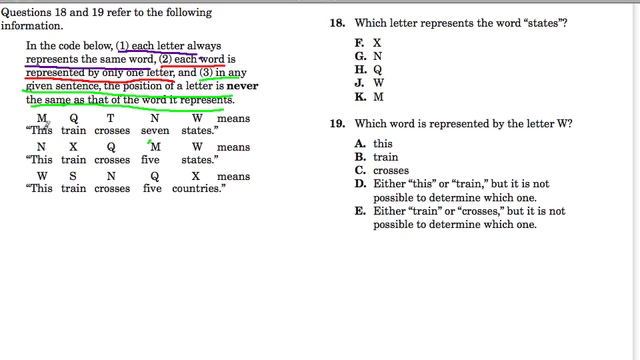 Questions 18 and 19 refer to the following
information.
In the code below, (1) each letter always
represents the same word, (2) each word is
represented by only one letter, and (3) in any
given sentence, the position of a letter is never
the same as that of the word it represents.
M Q T N W means
“This train crosses seven states.”
N X Q M W means
“This train crosses five states.”
W S N Q X means
“This train crosses five countries.”
18. Which letter represents the word “states”?
F. X
G. N
H. Q
J. W
K. M
19. Which word is represented by the letter W?
A. this
B. train
C. crosses
D. Either “this” or “train,” but it is not
possible to determine which one.
E. Either “train” or “crosses,” but it is not
possible to determine which one.